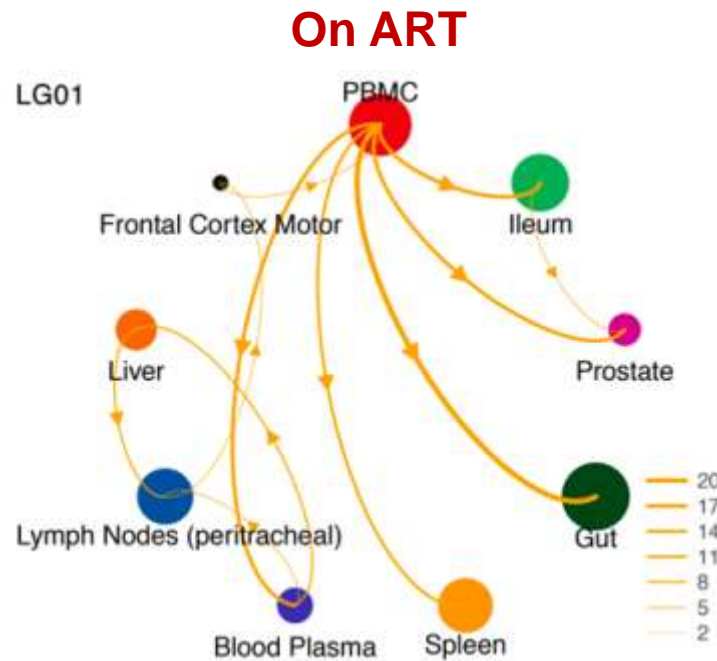 On ART
LG01
PBMC
Frontal Cortex Motor
Ileum
Liver
Prostate
Lymph Nodes (peritracheal)
Gut
Blood Plasma
Spleen
20
17
14
11
8
5
2